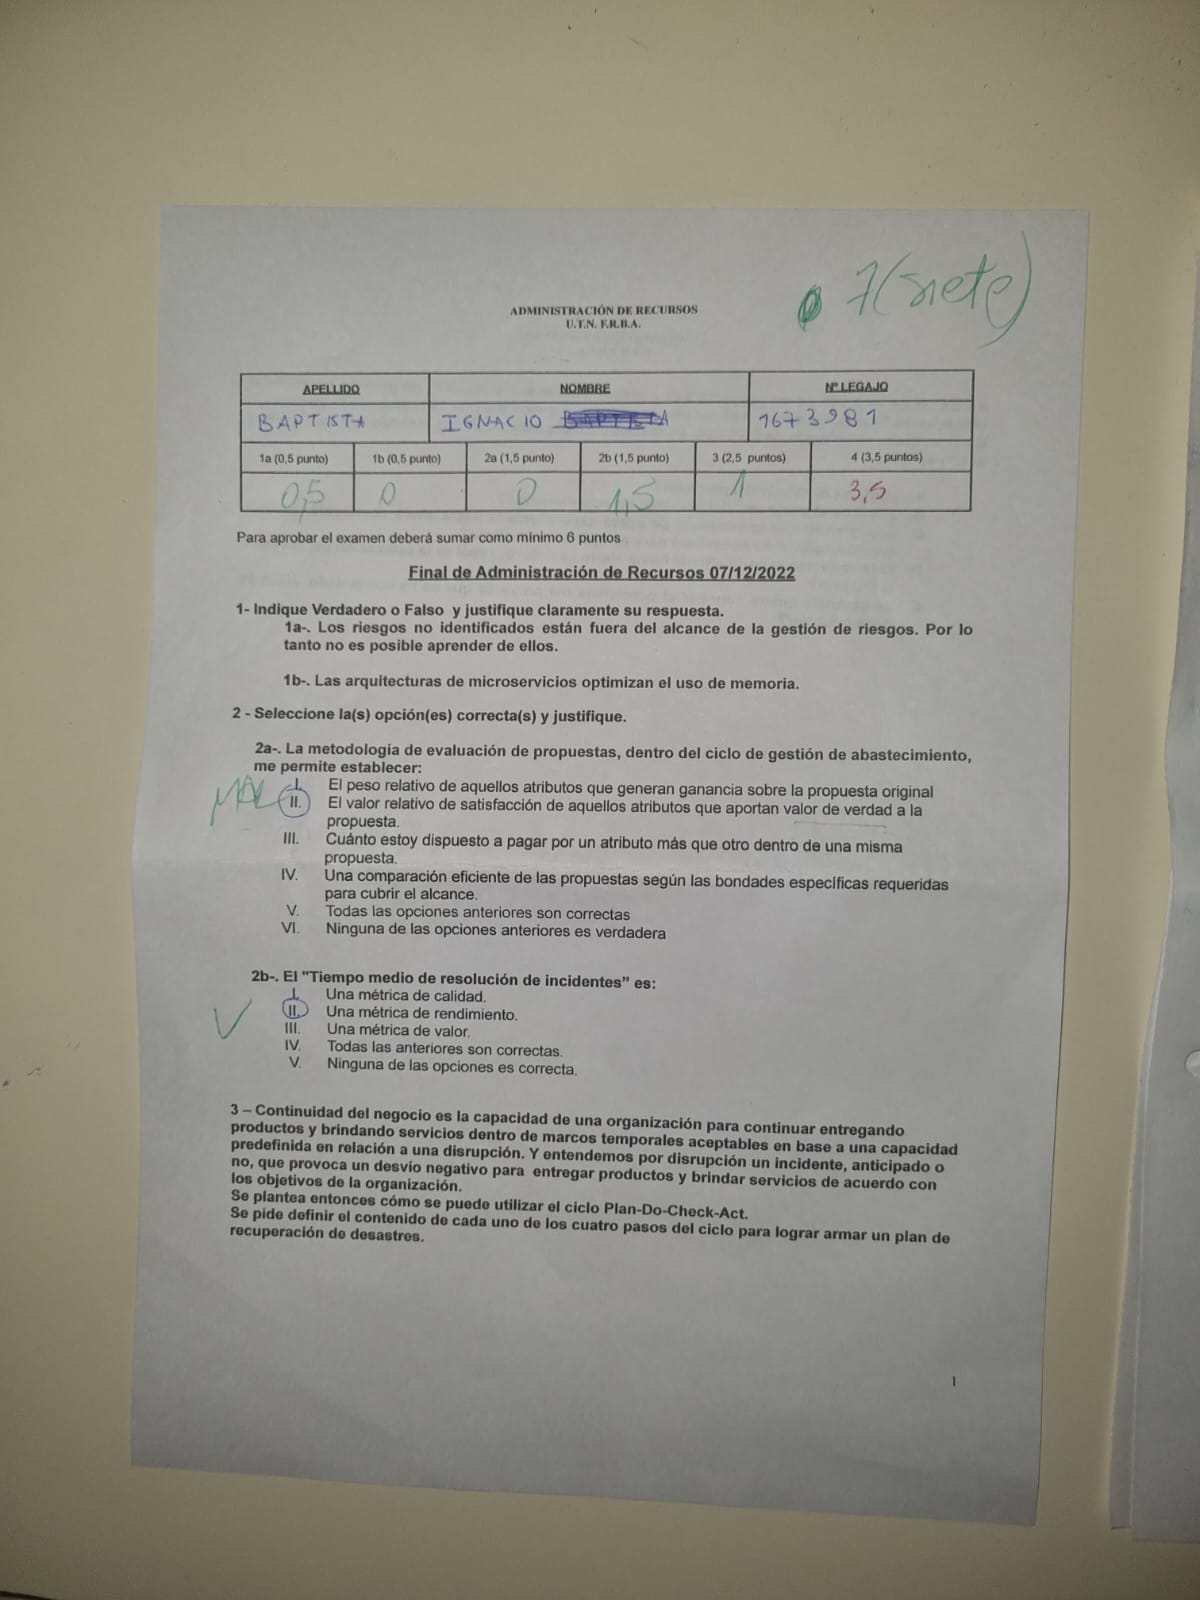 7(siete)
ADMINISTRACIÓN DE RECURSOS
U.T.N. F.R.B.A.
APELLIDO NOMBRE Nº LEGAJO
BAPTISTA IGNACIO 1673981
1a (0,5 punto) 1b (0,5 punto) 2a (1,5 punto) 2b (1,5 punto) 3 (2,5 puntos) 4 (3,5 puntos)
0,5 0 0 1,5 1 3,5
Para aprobar el examen deberá sumar como mínimo 6 puntos
Final de Administración de Recursos 07/12/2022
1- Indique Verdadero o Falso y justifique claramente su respuesta.
1a-. Los riesgos no identificados están fuera del alcance de la gestión de riesgos. Por lo
tanto no es posible aprender de ellos.
1b-. Las arquitecturas de microservicios optimizan el uso de memoria.
2 - Seleccione la(s) opción(es) correcta(s) y justifique.
2a-. La metodología de evaluación de propuestas, dentro del ciclo de gestión de abastecimiento,
me permite establecer:
I. El peso relativo de aquellos atributos que generan ganancia sobre la propuesta original
MAL II. El valor relativo de satisfacción de aquellos atributos que aportan valor de verdad a la
propuesta.
III. Cuánto estoy dispuesto a pagar por un atributo más que otro dentro de una misma
propuesta.
IV. Una comparación eficiente de las propuestas según las bondades específicas requeridas
para cubrir el alcance.
V. Todas las opciones anteriores son correctas
VI. Ninguna de las opciones anteriores es verdadera
2b-. El "Tiempo medio de resolución de incidentes" es:
I. Una métrica de calidad.
II. Una métrica de rendimiento.
III. Una métrica de valor.
IV. Todas las anteriores son correctas.
V. Ninguna de las opciones es correcta.
3 – Continuidad del negocio es la capacidad de una organización para continuar entregando
productos y brindando servicios dentro de marcos temporales aceptables en base a una capacidad
predefinida en relación a una disrupción. Y entendemos por disrupción un incidente, anticipado o
no, que provoca un desvío negativo para entregar productos y brindar servicios de acuerdo con
los objetivos de la organización.
Se plantea entonces cómo se puede utilizar el ciclo Plan-Do-Check-Act.
Se pide definir el contenido de cada uno de los cuatro pasos del ciclo para lograr armar un plan de
recuperación de desastres.
1